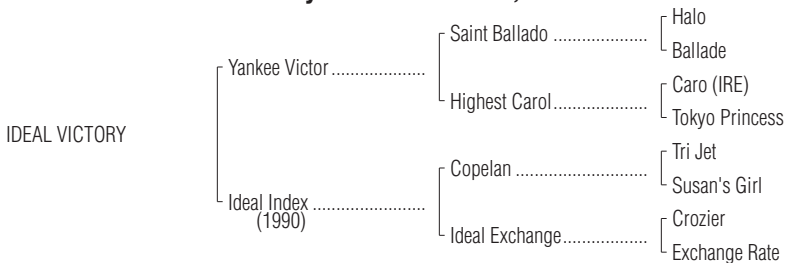 Halo
Saint Ballado ....................
Ballade
Yankee Victor ....................
Caro (IRE)
Highest Carol ....................
Tokyo Princess
IDEAL VICTORY
Tri Jet
Copelan ............................
Susan's Girl
Ideal Index ........................
(1990)
Crozier
Ideal Exchange ..................
Exchange Rate